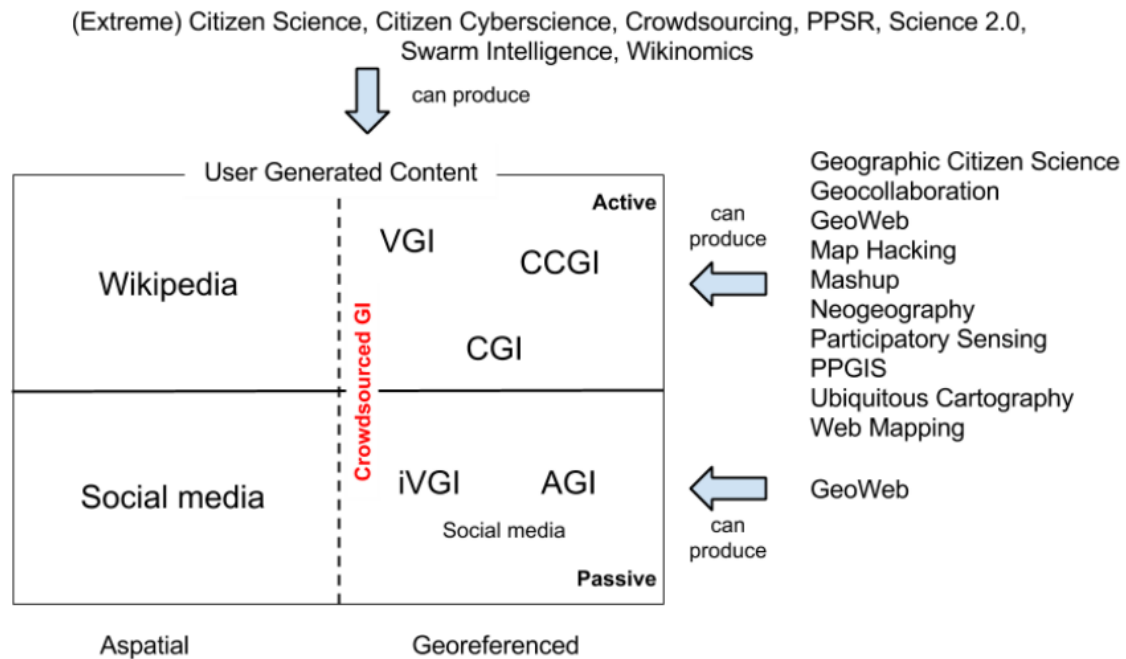 (Extreme) Citizen Science, Citizen Cyberscience, Crowdsourcing, PPSR, Science 2.0,
Swarm Intelligence, Wikinomics
can produce
User Generated Content
Active
VGI
CCGI
Wikipedia
CGI
Crowdsourced GI
Social media
iVGI
AGI
Social media
Passive
Aspatial
Georeferenced
can
produce
Geographic Citizen Science
Geocollaboration
GeoWeb
Map Hacking
Mashup
Neogeography
Participatory Sensing
PPGIS
Ubiquitous Cartography
Web Mapping
GeoWeb
can
produce